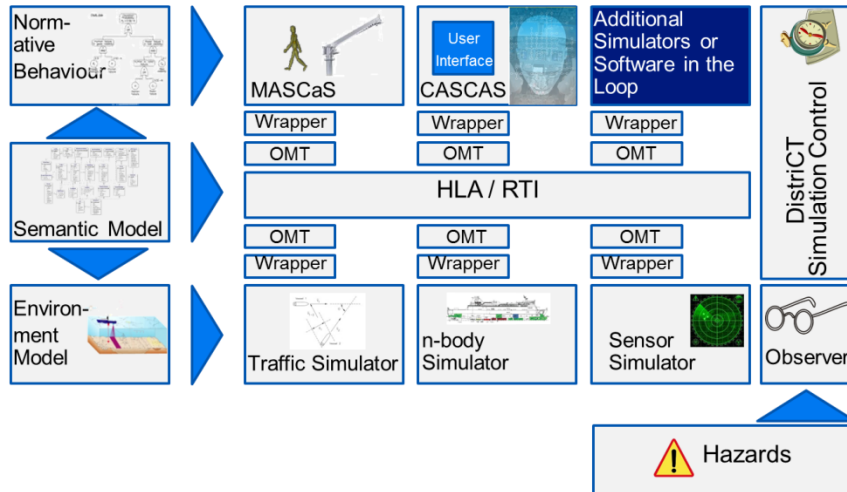 Norm-
ative
Behaviour
MASCaS
User
Interface
CASCAS
Additional
Simulators or
Software in the
Loop
Wrapper
Wrapper
Wrapper
OMT
OMT
OMT
Semantic Model
HLA / RTI
DistriCT
Simulation Control
OMT
OMT
OMT
Wrapper
Wrapper
Wrapper
Environ-
ment
Model
Traffic Simulator
n-body
Simulator
Sensor
Simulator
Observer
Hazards